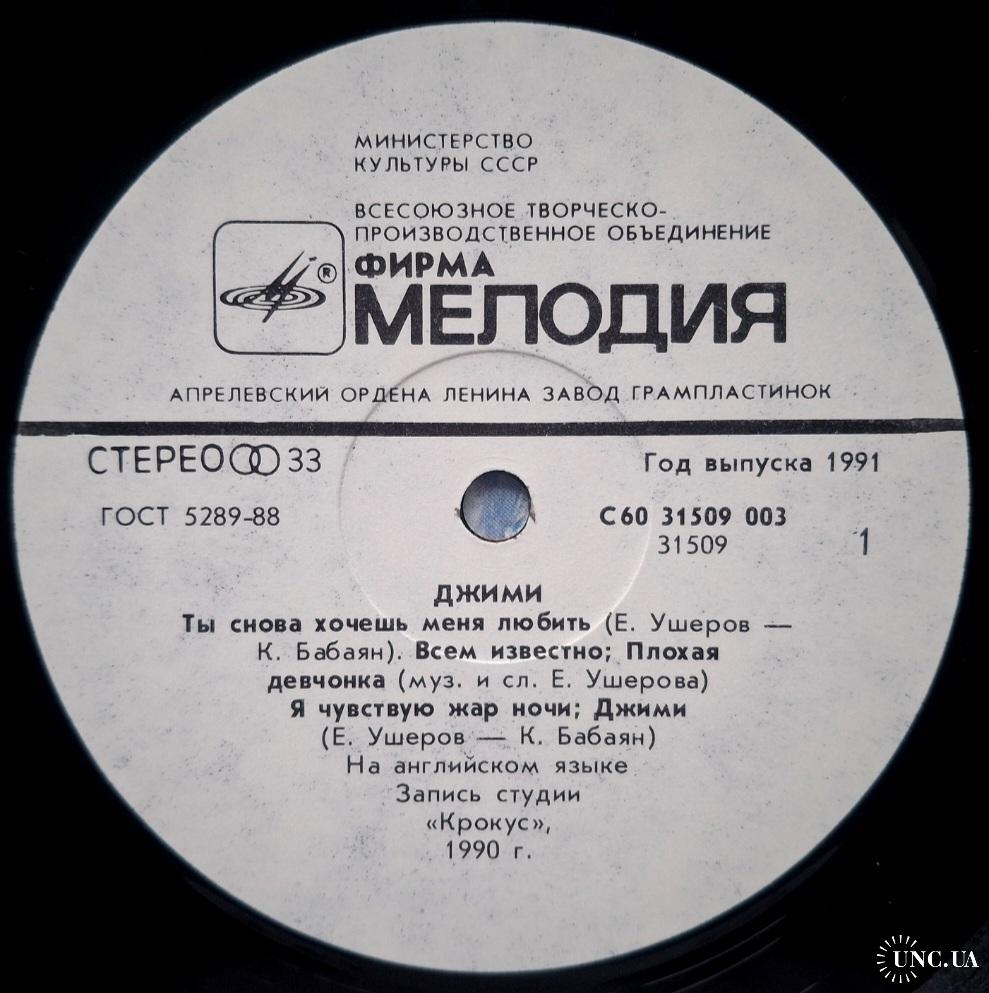 МИНИСТЕРСТВО
КУЛЬТУРЫ СССР
ВСЕСОЮЗНОЕ ТВОРЧЕСКО-
ПРОИЗВОДСТВЕННОЕ ОБЪЕДИНЕНИЕ
ФИРМА
®
МЕЛОДИЯ
АПРЕЛЕВСКИЙ ОРДЕНА ЛЕНИНА ЗАВОД ГРАМПЛАСТИНОК
СТЕРЕО 33
Год выпуска 1991
ГОСТ 5289-88
С60 31509 003
31509
1
ДЖИМИ
Ты снова хочешь меня любить (Е. Ушеров —
К. Бабаян). Всем известно; Плохая
девчонка (муз. и сл. Е. Ушерова)
Я чувствую жар ночи; Джими
(Е. Ушеров — К. Бабаян)
На английском языке
Запись студии
«Крокус»,
1990 г.
UNC.UA